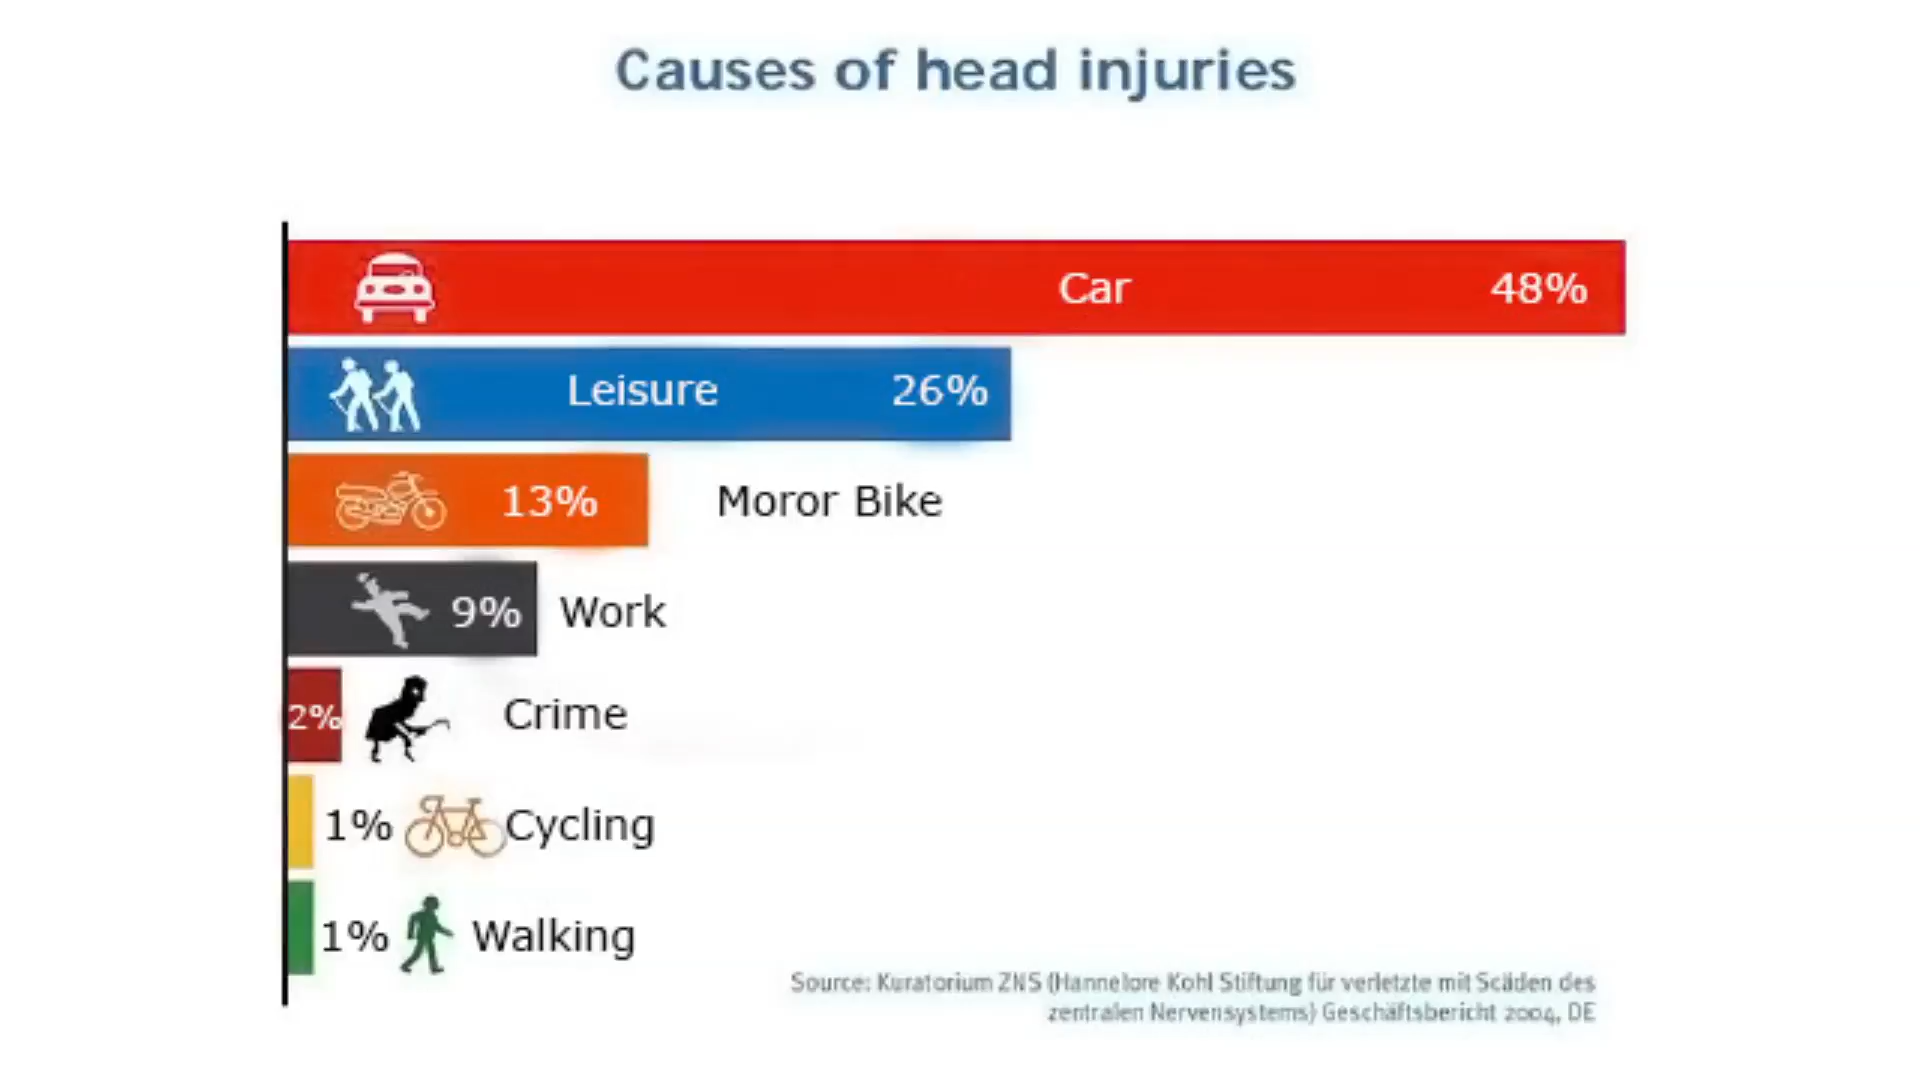 Causes of head injuries
Car 48%
Leisure 26%
13% Moror Bike
9% Work
2% Crime
1% Cycling
1% Walking
Source: Kuratorium ZNS (Hannelore Kohl Stiftung für verletzte mit Scäden des
zentralen Nervensystems) Geschäftsbericht 2004, DE